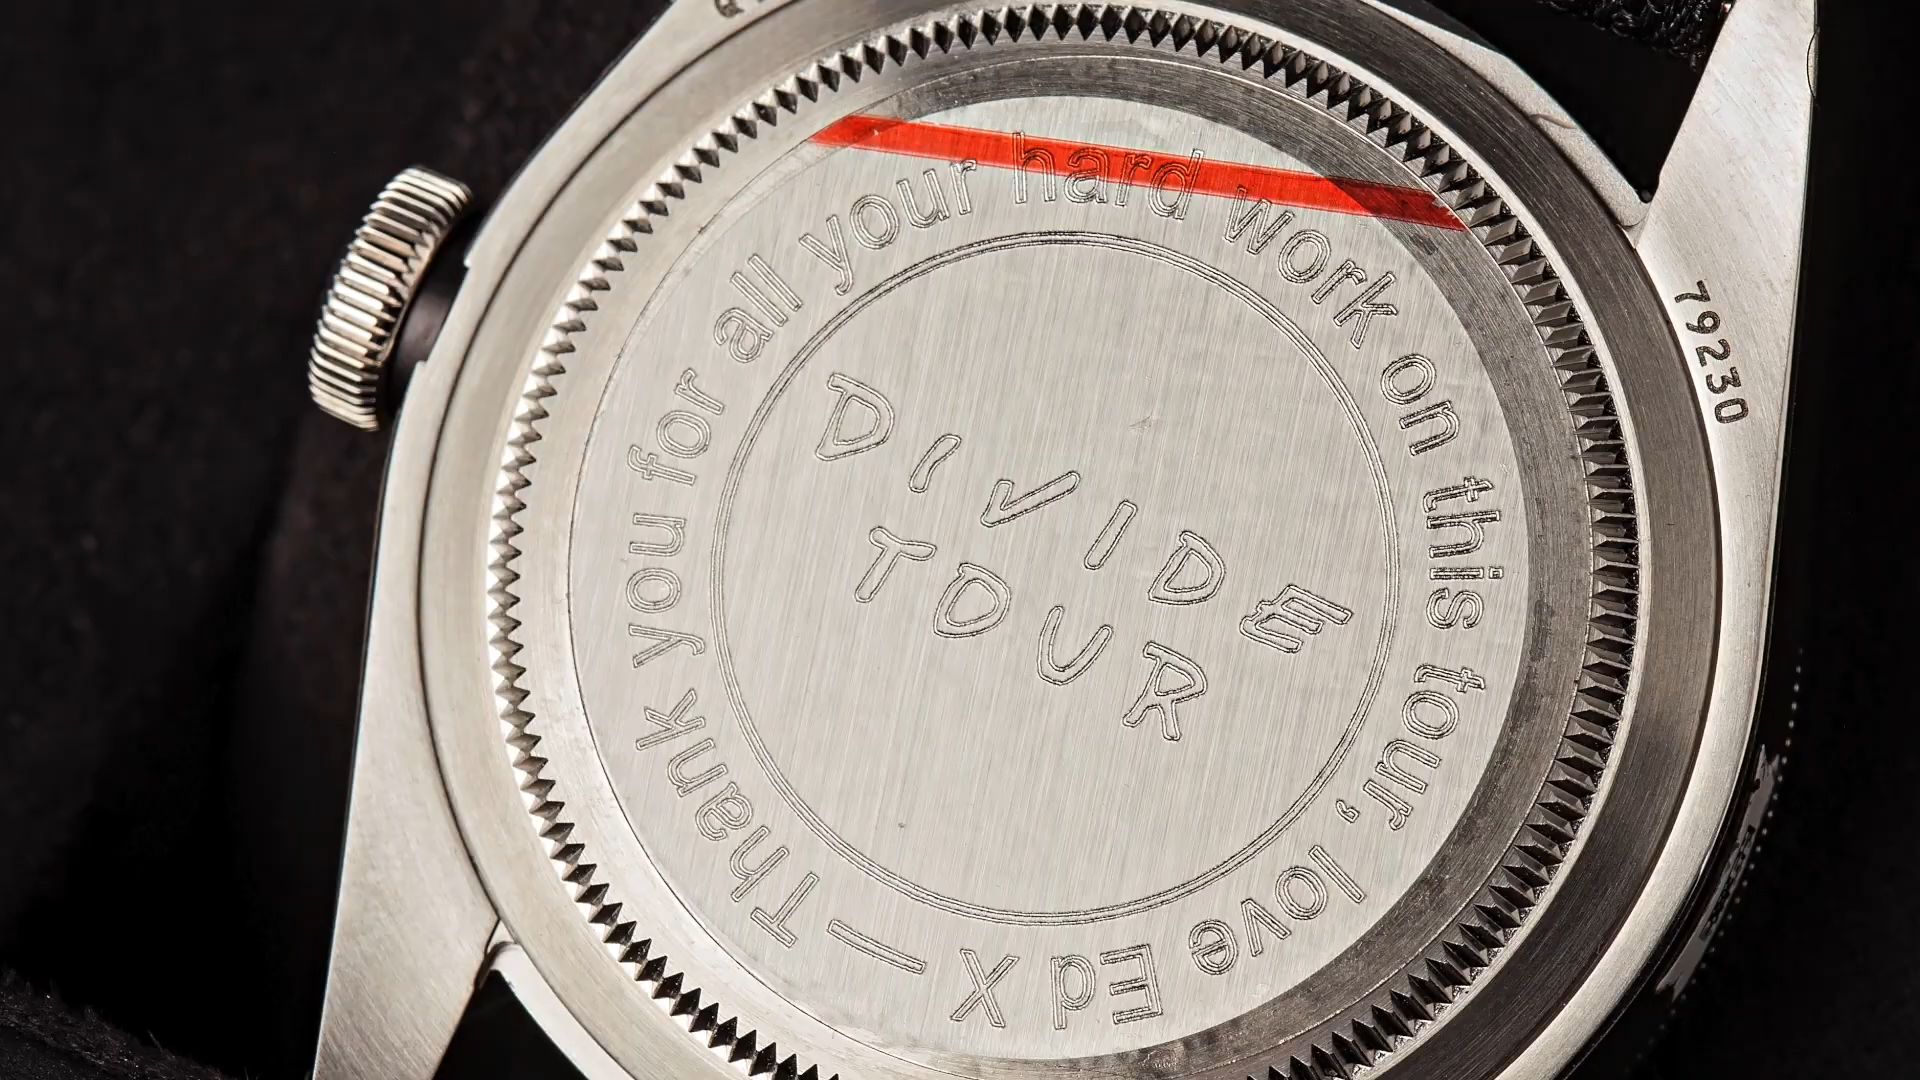 Thank you for all your hard work on this tour, love Ed X —
DIVIDE
TOUR
79230